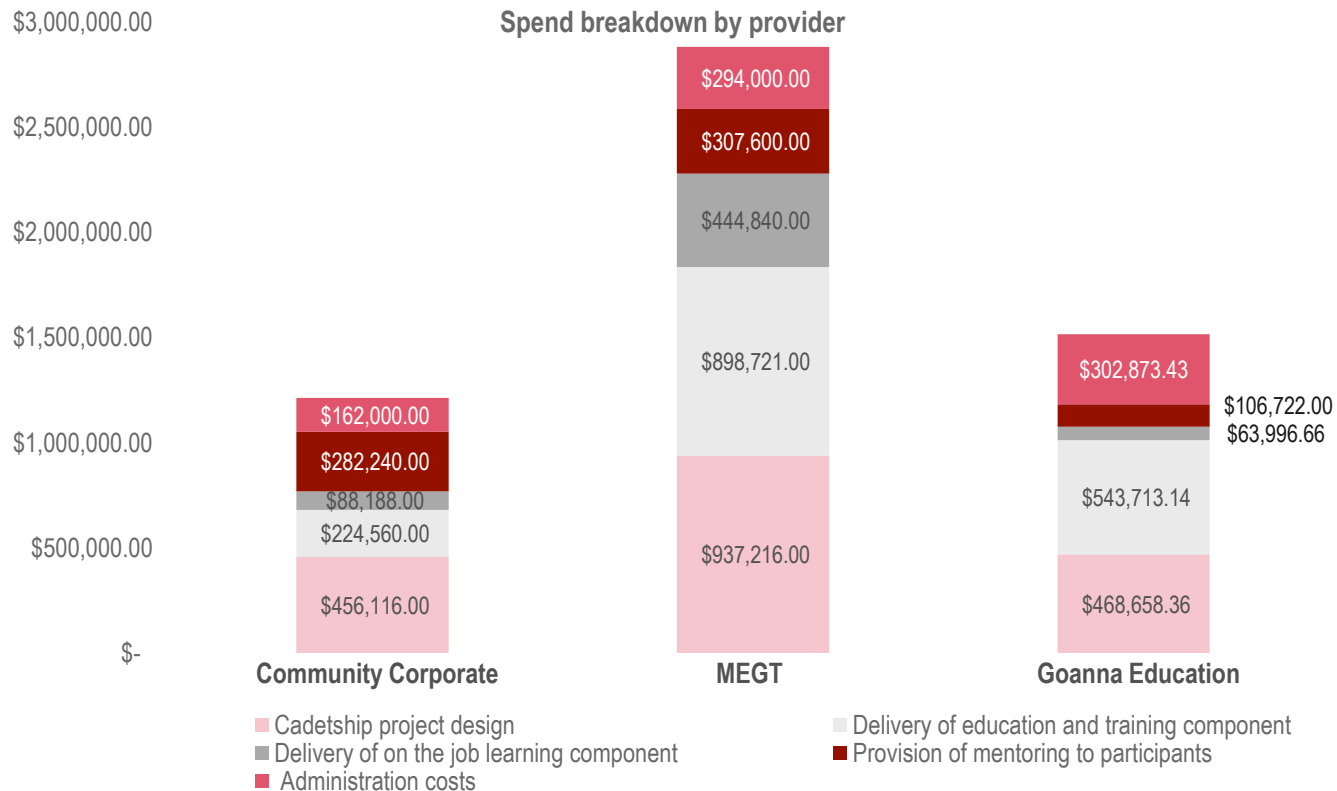 Spend breakdown by provider
$3,000,000.00
$2,500,000.00
$2,000,000.00
$1,500,000.00
$1,000,000.00
$500,000.00
$-
$162,000.00
$282,240.00
$88,188.00
$224,560.00
$456,116.00
$294,000.00
$307,600.00
$444,840.00
$898,721.00
$937,216.00
$302,873.43
$106,722.00
$63,996.66
$543,713.14
$468,658.36
Community Corporate
MEGT
Goanna Education
Cadetship project design
Delivery of education and training component
Delivery of on the job learning component
Provision of mentoring to participants
Administration costs